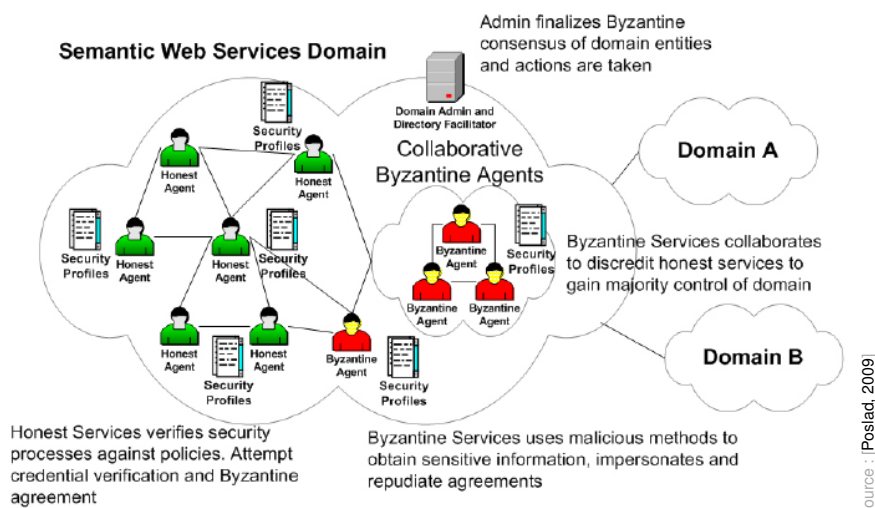 Admin finalizes Byzantine
consensus of domain entities
and actions are taken
Semantic Web Services Domain
Domain Admin and
Directory Facilitator
Security
Profiles
Honest
Agent
Honest
Agent
Collaborative
Byzantine Agents
Domain A
Security
Profiles
Honest
Agent
Honest
Agent
Security
Profiles
Byzantine
Agent
Security
Profiles
Byzantine
Agent
Byzantine
Agent
Byzantine Services collaborates
to discredit honest services to
gain majority control of domain
Honest
Agent
Honest
Agent
Security
Profiles
Byzantine
Agent
Security
Profiles
Domain B
Honest Services verifies security
processes against policies. Attempt
credential verification and Byzantine
agreement
Byzantine Services uses malicious methods to
obtain sensitive information, impersonates and
repudiate agreements
ource : [Poslad, 2009]